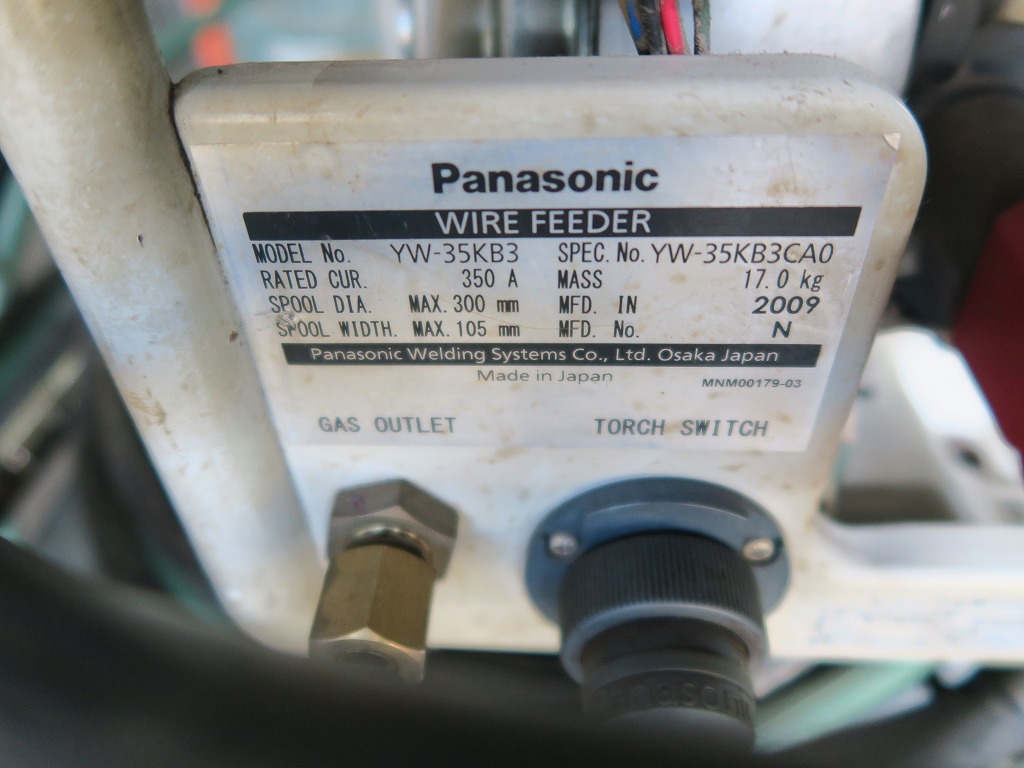 Panasonic
WIRE FEEDER
MODEL No. YW-35KB3 SPEC. No. YW-35KB3CA0
RATED CUR. 350 A MASS 17.0 kg
SPOOL DIA. MAX. 300 mm MFD. IN 2009
SPOOL WIDTH. MAX. 105 mm MFD. No. N
Panasonic Welding Systems Co., Ltd. Osaka Japan
Made in Japan MNM00179-03
GAS OUTLET TORCH SWITCH
Panasonic